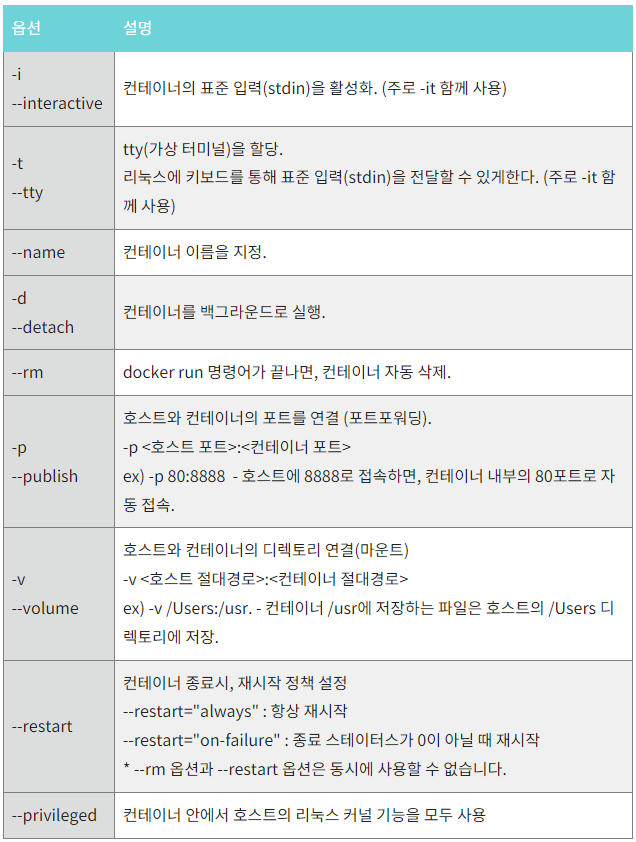 옵션 설명
-i
--interactive
컨테이너의 표준 입력(stdin)을 활성화. (주로 -it 함께 사용)
-t
--tty
tty(가상 터미널)을 할당.
리눅스에 키보드를 통해 표준 입력(stdin)을 전달할 수 있게한다. (주로 -it 함
께 사용)
--name
컨테이너 이름을 지정.
-d
--detach
컨테이너를 백그라운드로 실행.
--rm
docker run 명령어가 끝나면, 컨테이너 자동 삭제.
-p
--publish
호스트와 컨테이너의 포트를 연결 (포트포워딩).
-p <호스트 포트>:<컨테이너 포트>
ex) -p 80:8888 - 호스트에 8888로 접속하면, 컨테이너 내부의 80포트로 자
동 접속.
-v
--volume
호스트와 컨테이너의 디렉토리 연결(마운트)
-v <호스트 절대경로>:<컨테이너 절대경로>
ex) -v /Users:/usr. - 컨테이너 /usr에 저장하는 파일은 호스트의 /Users 디
렉토리에 저장.
--restart
컨테이너 종료시, 재시작 정책 설정
--restart="always" : 항상 재시작
--restart="on-failure" : 종료 스테이터스가 0이 아닐 때 재시작
* --rm 옵션과 --restart 옵션은 동시에 사용할 수 없습니다.
--privileged
컨테이너 안에서 호스트의 리눅스 커널 기능을 모두 사용